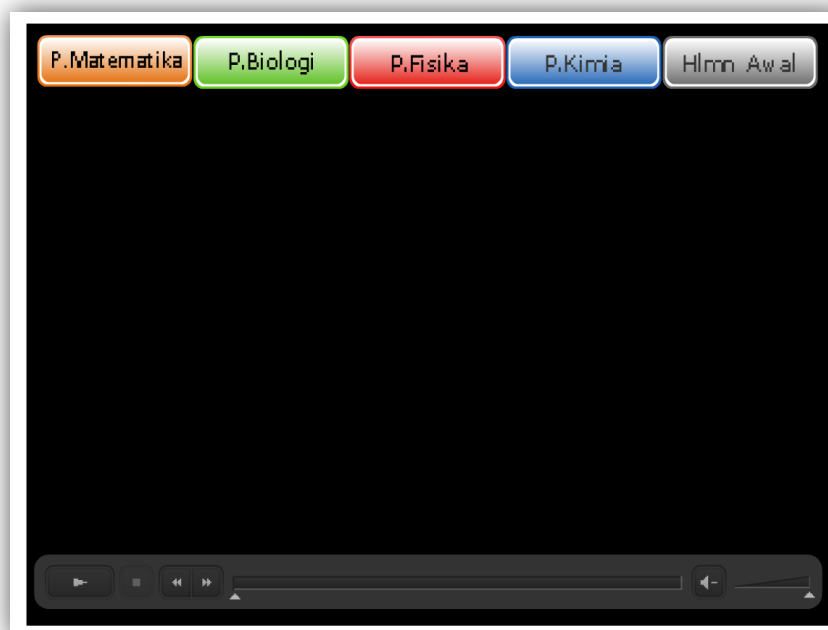 P.Matematika
P.Biologi
P.Fisika
P.Kimia
Hlmn Awal